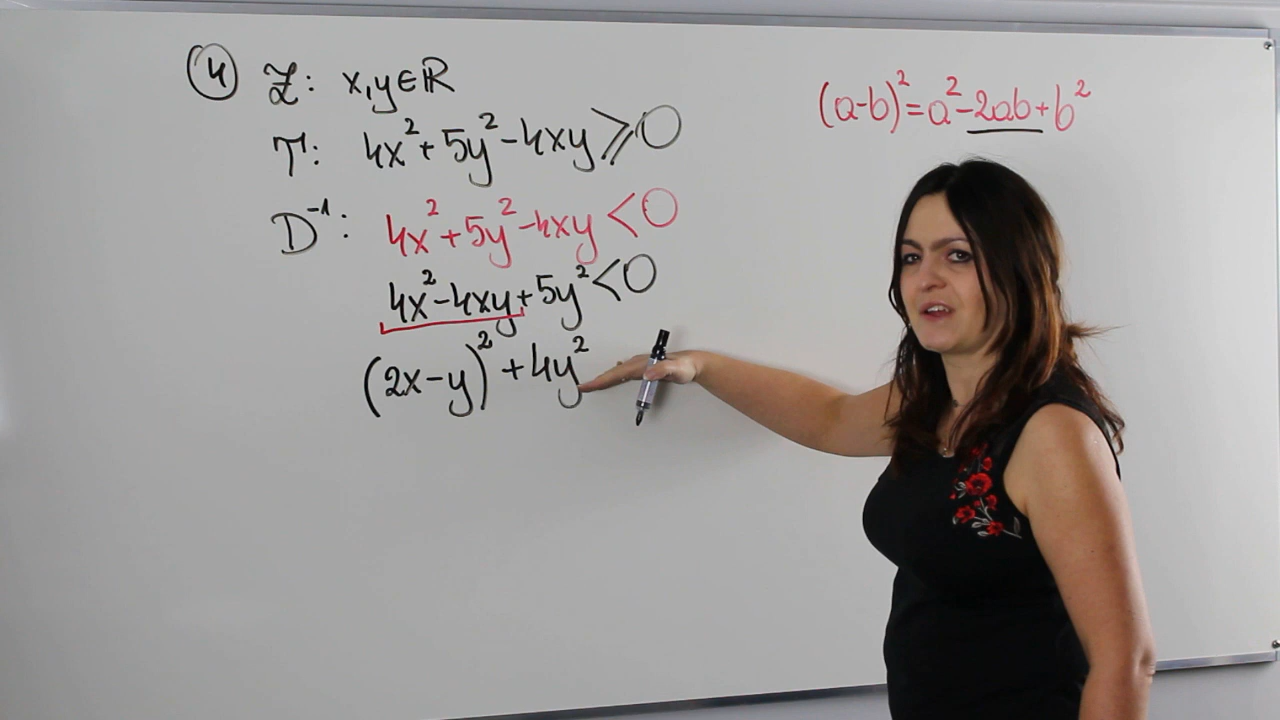 ④ Z: x,y∈ℝ
T: 4x²+5y²-4xy⩾0
D⁻¹: 4x²+5y²-4xy<0
4x²-4xy+5y²<0
(2x-y)²+4y²
(a-b)²=a²-2ab+b²